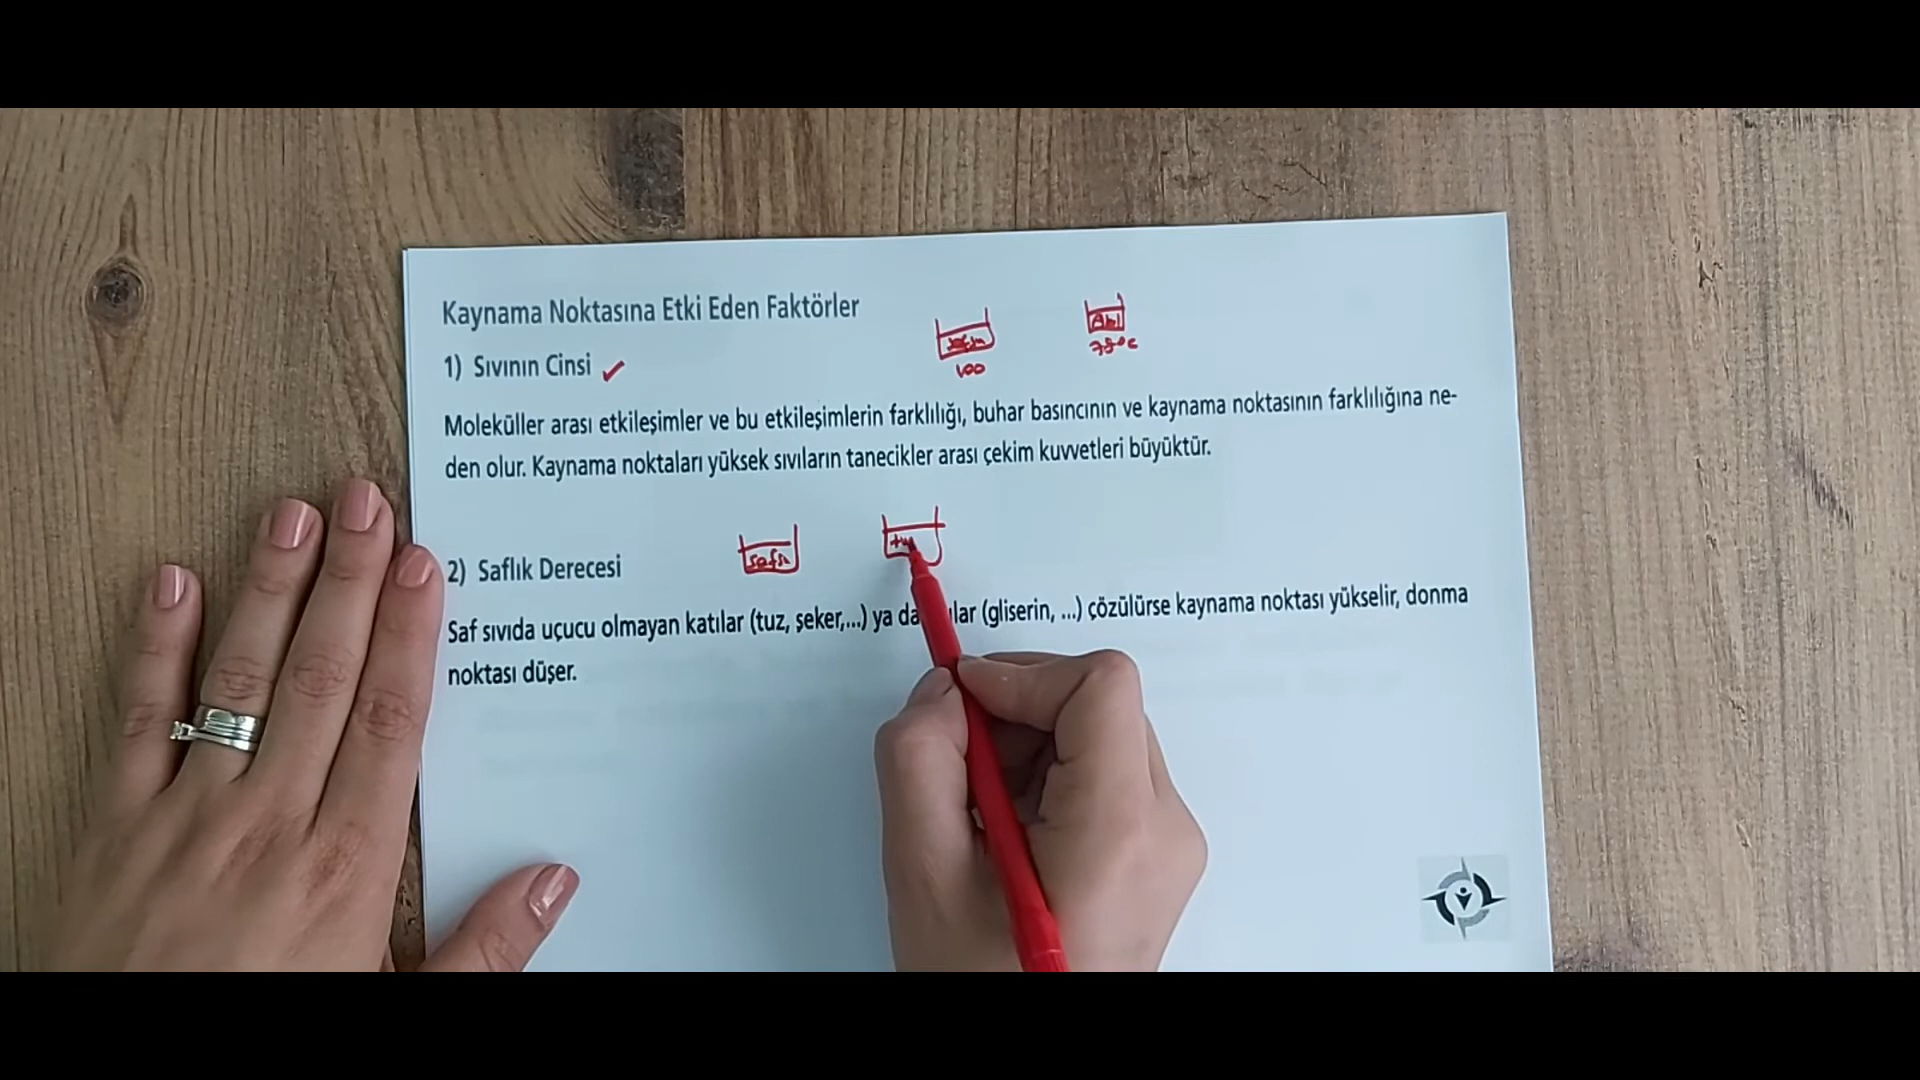 Kaynama Noktasına Etki Eden Faktörler
1) Sıvının Cinsi
100
78°C
Moleküller arası etkileşimler ve bu etkileşimlerin farklılığı, buhar basıncının ve kaynama noktasının farklılığına ne-
den olur. Kaynama noktaları yüksek sıvıların tanecikler arası çekim kuvvetleri büyüktür.
2) Saflık Derecesi
Saf sıvıda uçucu olmayan katılar (tuz, şeker,...) ya da (gliserin, ...) çözülürse kaynama noktası yükselir, donma
noktası düşer.